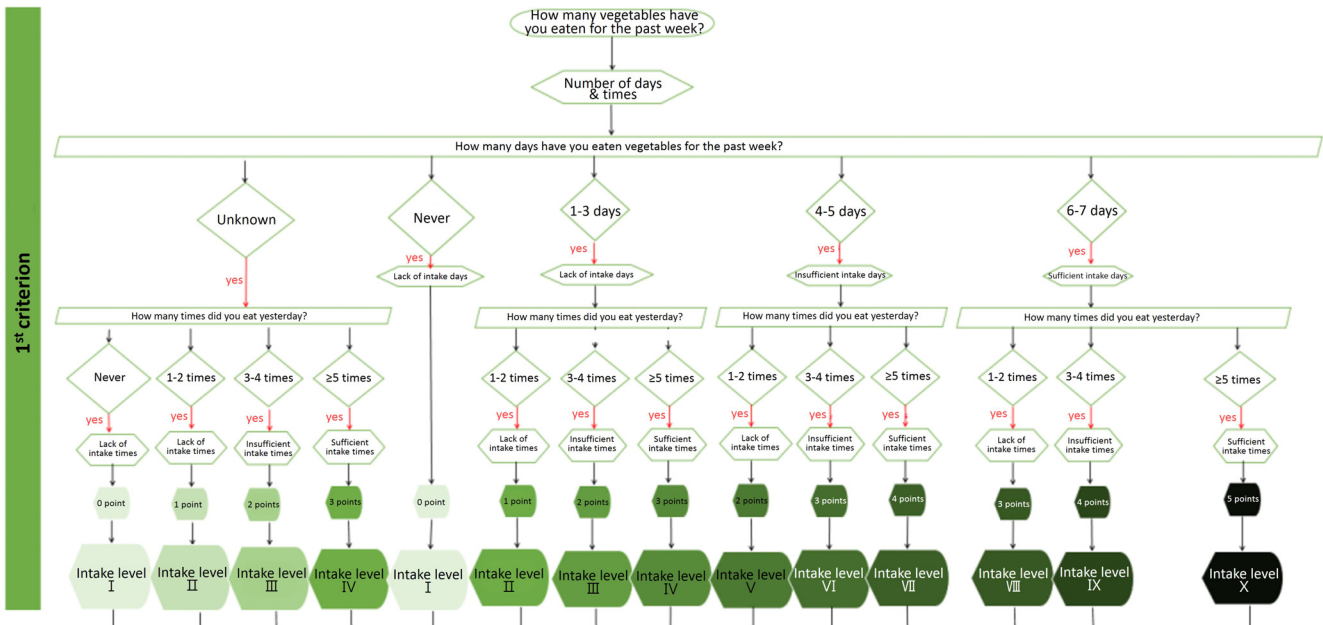 1st criterion
How many vegetables have
you eaten for the past week?
Number of days
& times
How many days have you eaten vegetables for the past week?
Unknown
Never
1-3 days
4-5 days
6-7 days
yes
yes
yes
yes
yes
Lack of intake days
Lack of intake days
Insufficient intake days
Sufficient intake days
How many times did you eat yesterday?
How many times did you eat yesterday?
How many times did you eat yesterday?
How many times did you eat yesterday?
Never
1-2 times
3-4 times
≥5 times
1-2 times
3-4 times
≥5 times
1-2 times
3-4 times
≥5 times
1-2 times
3-4 times
≥5 times
yes
yes
yes
yes
yes
yes
yes
yes
yes
yes
yes
yes
yes
Lack of
intake times
Lack of
intake times
Insufficient
intake times
Sufficient
intake times
Lack of
intake times
Insufficient
intake times
Sufficient
intake times
Lack of
intake times
Insufficient
intake times
Sufficient
intake times
Lack of
intake times
Insufficient
intake times
Sufficient
intake times
0 point
1 point
2 points
3 points
0 point
1 point
2 points
3 points
2 points
3 points
4 points
3 points
4 points
5 points
Intake level
I
Intake level
II
Intake level
III
Intake level
IV
Intake level
I
Intake level
II
Intake level
III
Intake level
IV
Intake level
V
Intake level
VI
Intake level
VII
Intake level
VIII
Intake level
IX
Intake level
X